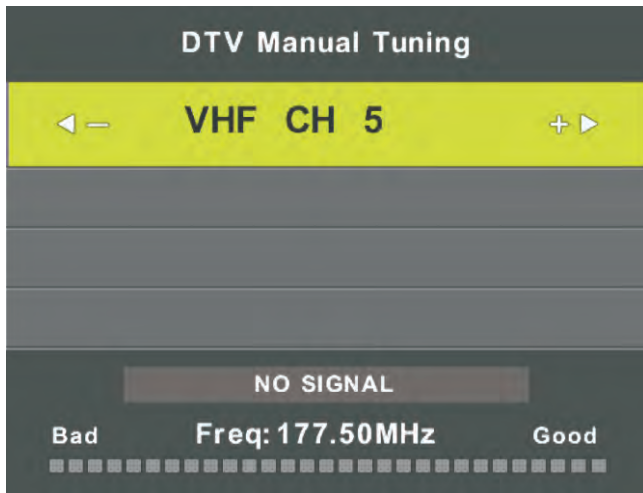 DTV Manual Tuning
− VHF CH 5 +
NO SIGNAL
Bad Freq: 177.50MHz Good